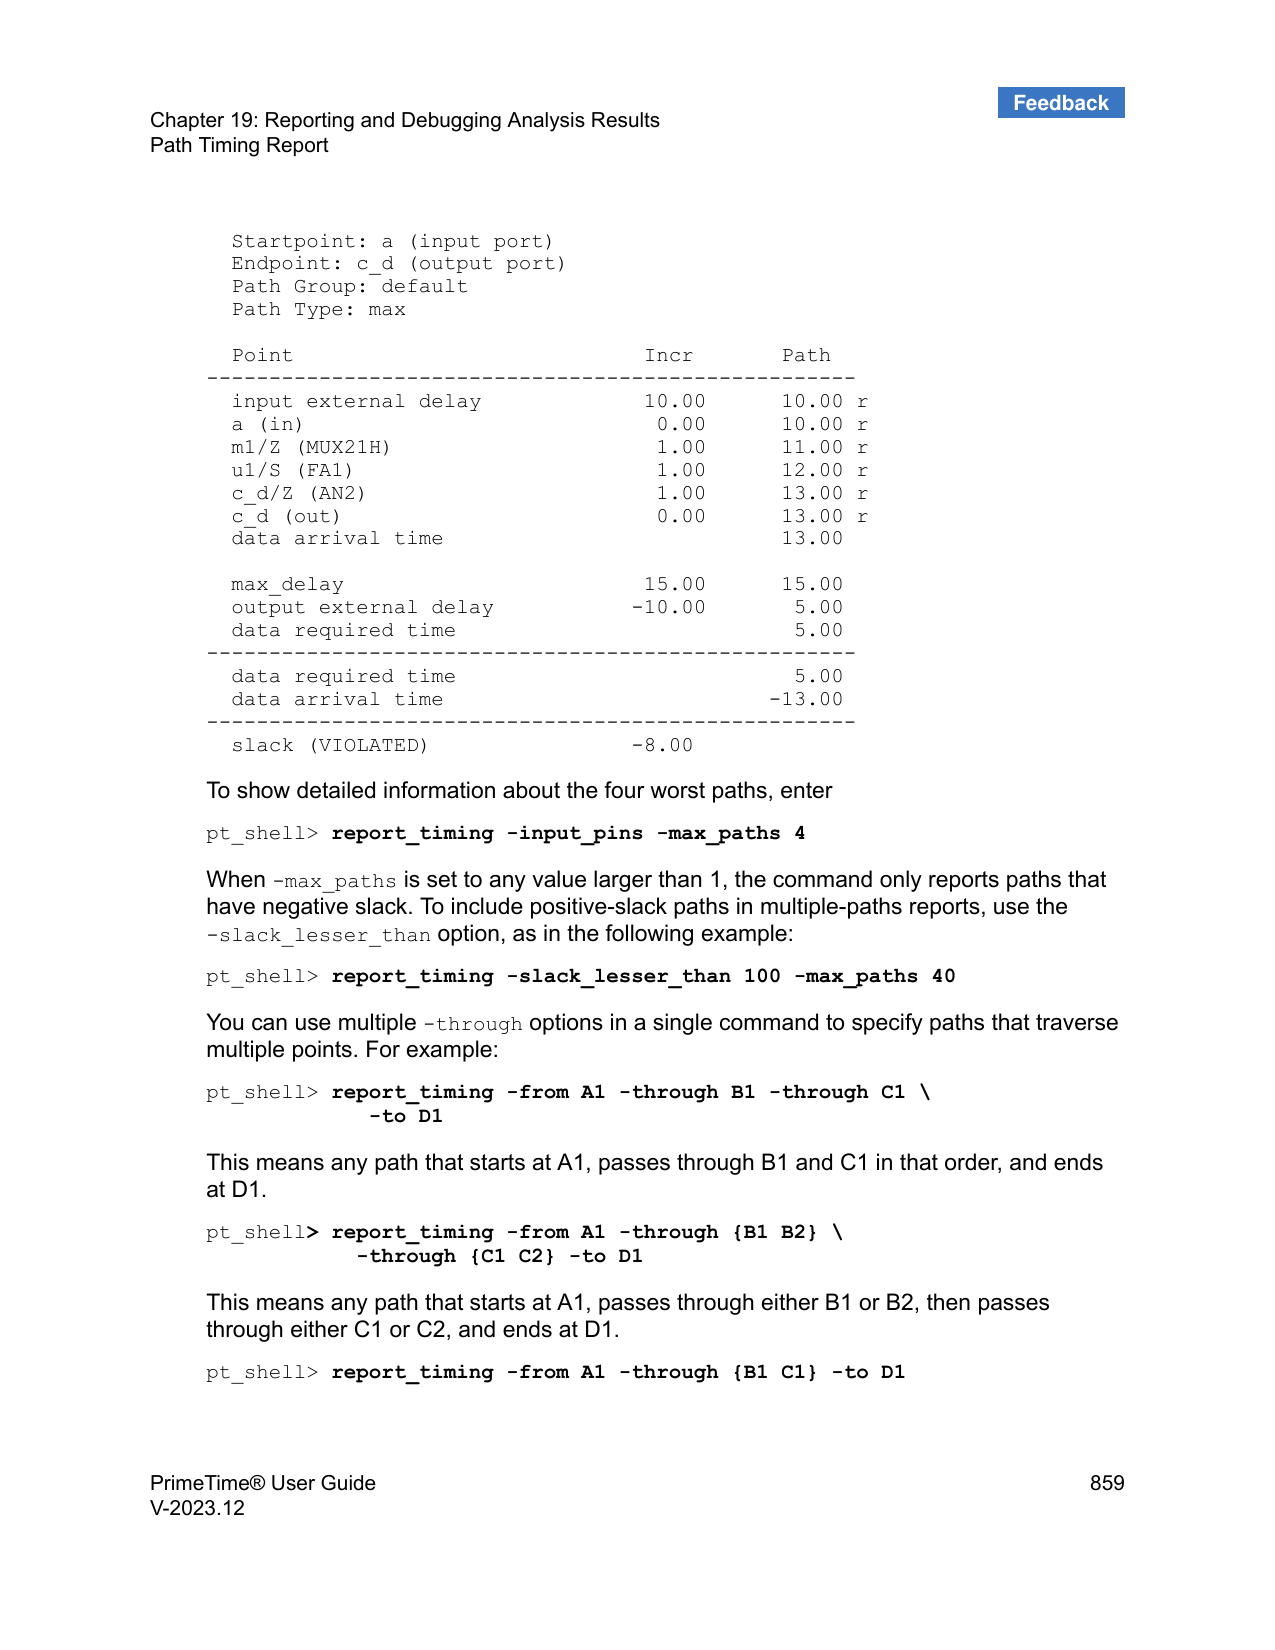 Feedback
Chapter 19: Reporting and Debugging Analysis Results
Path Timing Report
Startpoint: a (input port)
Endpoint: c_d (output port)
Path Group: default
Path Type: max
Point Incr Path
----------------------------------------------------
input external delay 10.00 10.00 r
a (in) 0.00 10.00 r
m1/Z (MUX21H) 1.00 11.00 r
u1/S (FA1) 1.00 12.00 r
c_d/Z (AN2) 1.00 13.00 r
c_d (out) 0.00 13.00 r
data arrival time 13.00
max_delay 15.00 15.00
output external delay -10.00 5.00
data required time 5.00
----------------------------------------------------
data required time 5.00
data arrival time -13.00
----------------------------------------------------
slack (VIOLATED) -8.00
To show detailed information about the four worst paths, enter
pt_shell> report_timing -input_pins -max_paths 4
When -max_paths is set to any value larger than 1, the command only reports paths that
have negative slack. To include positive-slack paths in multiple-paths reports, use the
-slack_lesser_than option, as in the following example:
pt_shell> report_timing -slack_lesser_than 100 -max_paths 40
You can use multiple -through options in a single command to specify paths that traverse
multiple points. For example:
pt_shell> report_timing -from A1 -through B1 -through C1 \
-to D1
This means any path that starts at A1, passes through B1 and C1 in that order, and ends
at D1.
pt_shell> report_timing -from A1 -through {B1 B2} \
-through {C1 C2} -to D1
This means any path that starts at A1, passes through either B1 or B2, then passes
through either C1 or C2, and ends at D1.
pt_shell> report_timing -from A1 -through {B1 C1} -to D1
PrimeTime® User Guide 859
V-2023.12